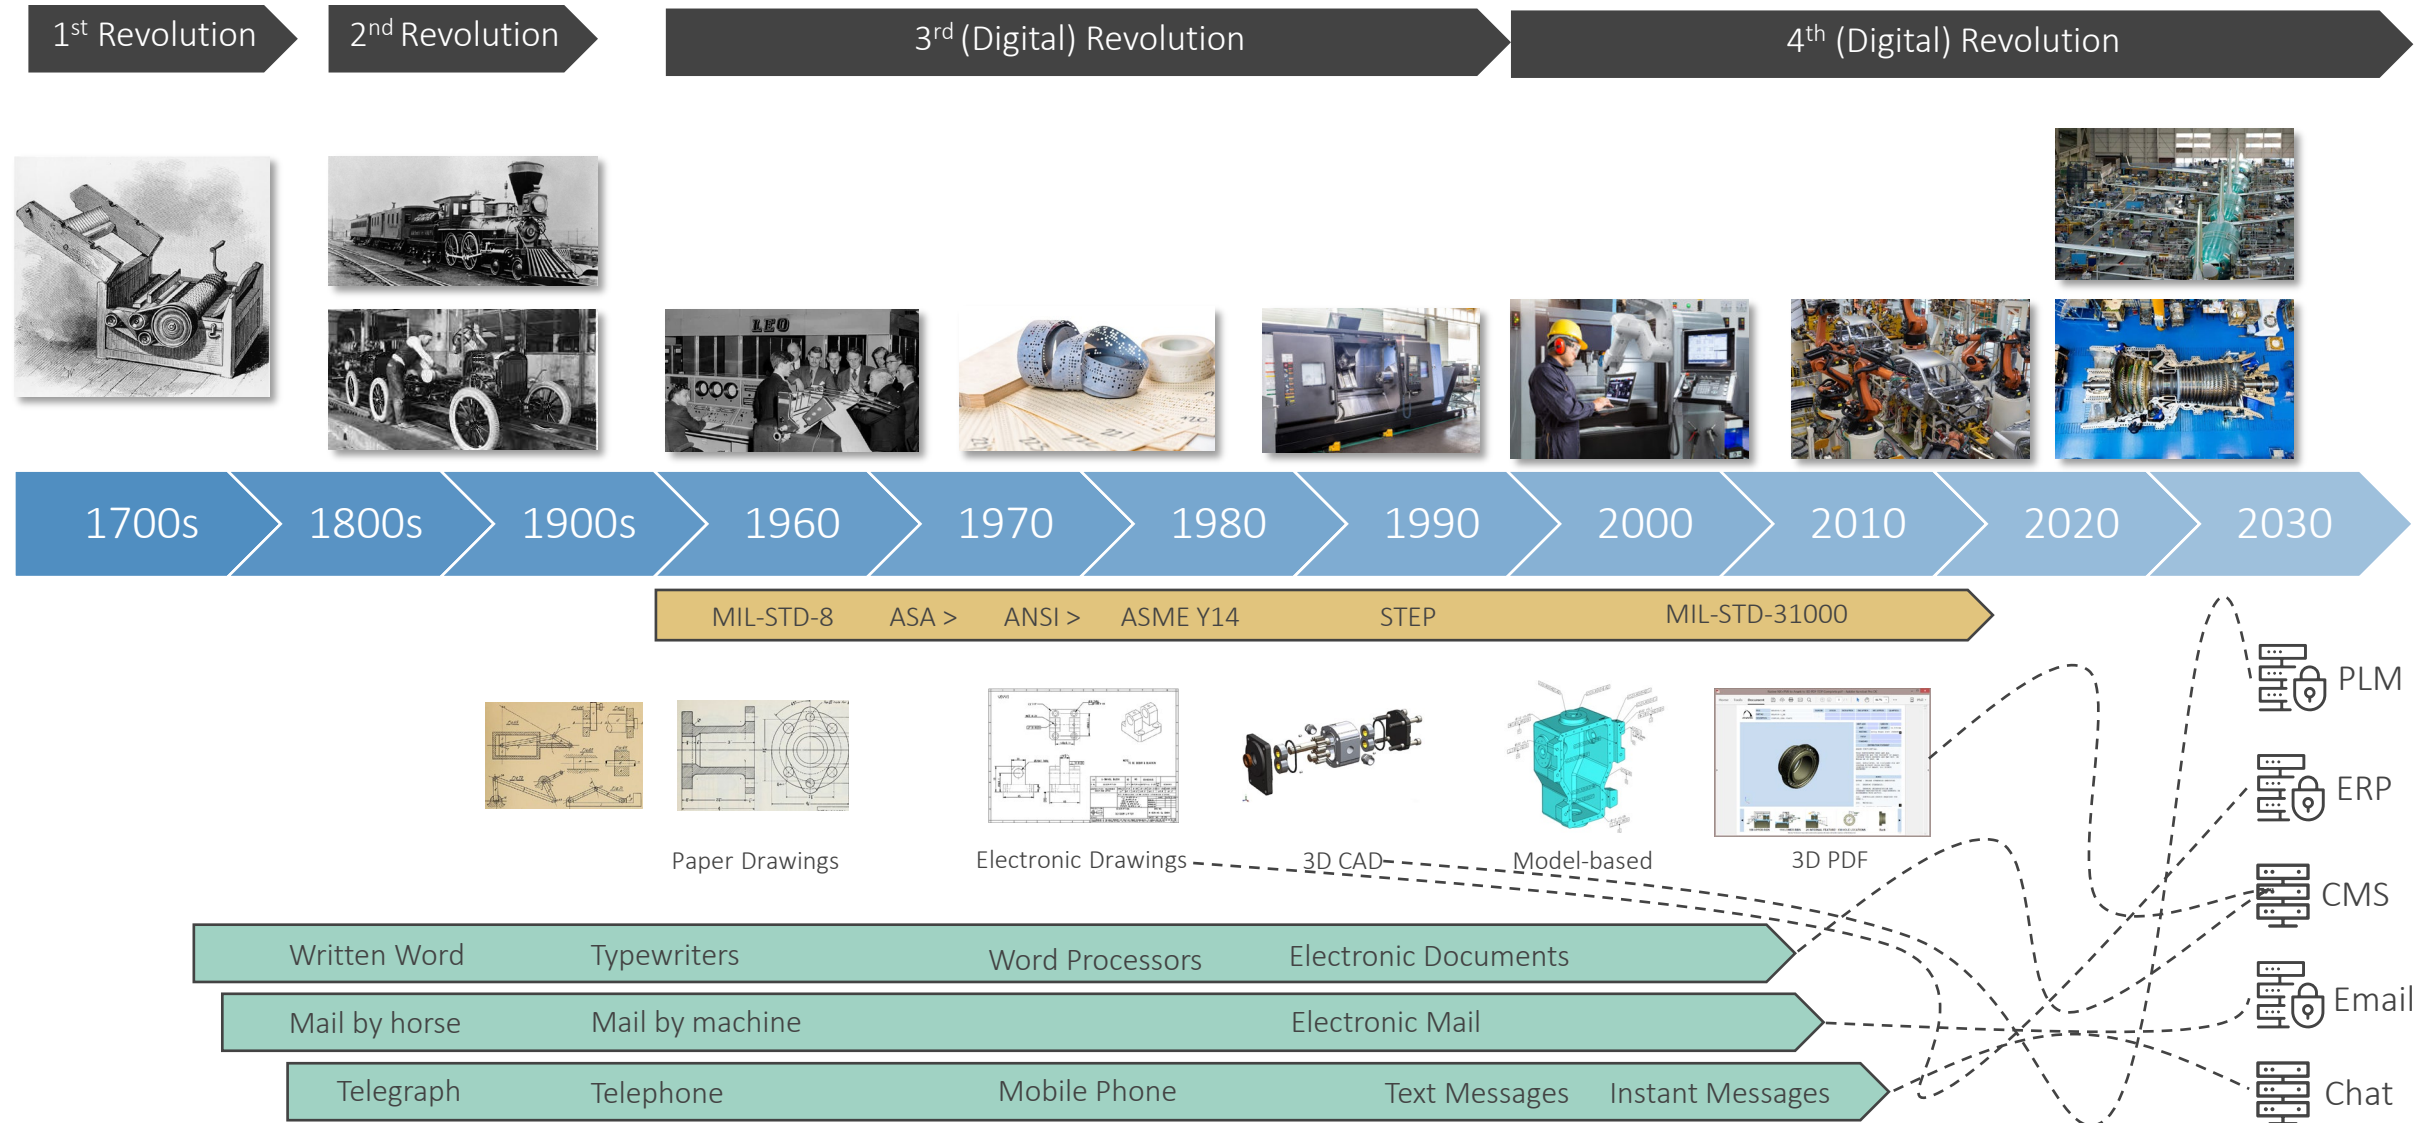 1st Revolution
2nd Revolution
3rd (Digital) Revolution
4th (Digital) Revolution
LEO
1700s
1800s
1900s
1960
1970
1980
1990
2000
2010
2020
2030
MIL-STD-8
ASA >
ANSI >
ASME Y14
STEP
MIL-STD-31000
Paper Drawings
Electronic Drawings
3D CAD
Model-based
3D PDF
Written Word
Typewriters
Word Processors
Electronic Documents
Mail by horse
Mail by machine
Electronic Mail
Telegraph
Telephone
Mobile Phone
Text Messages
Instant Messages
PLM
ERP
CMS
Email
Chat